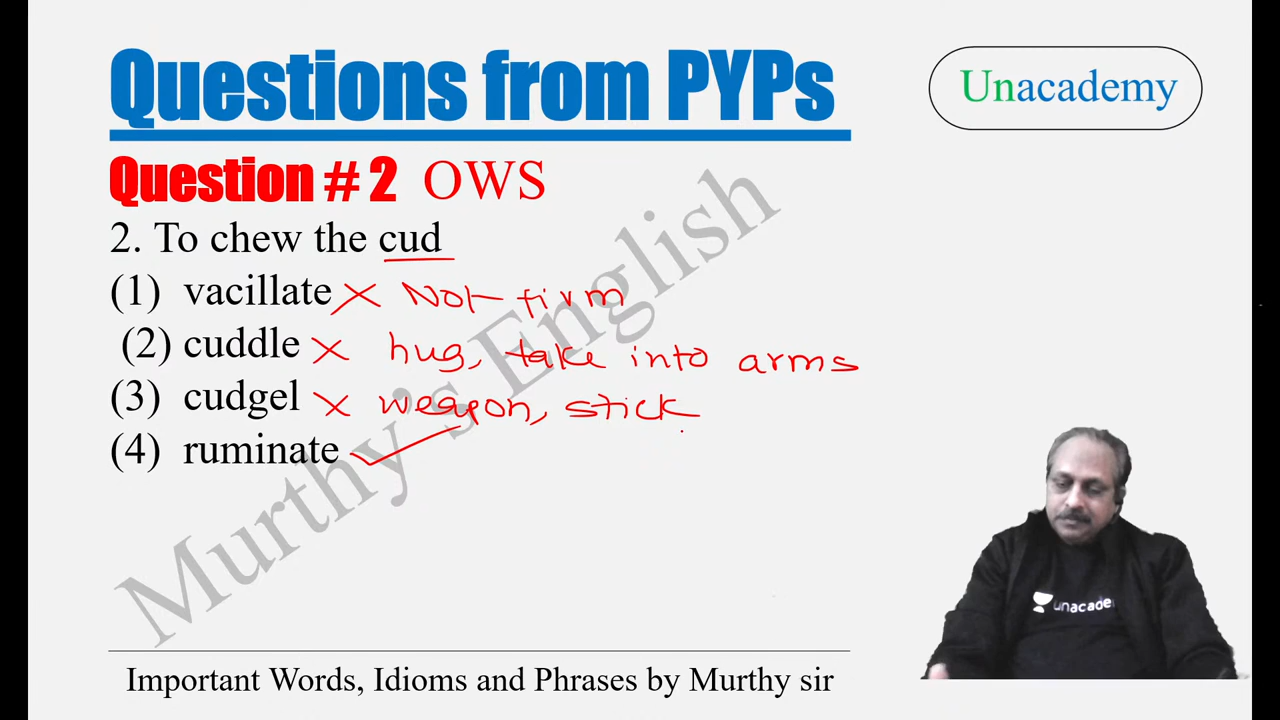 Questions from PYPs
Unacademy
Question # 2 OWS
2. To chew the cud
(1) vacillate × Not firm
(2) cuddle × hug, take into arms
(3) cudgel × weapon, stick
(4) ruminate ✓
Murthy's English
unacade
Important Words, Idioms and Phrases by Murthy sir